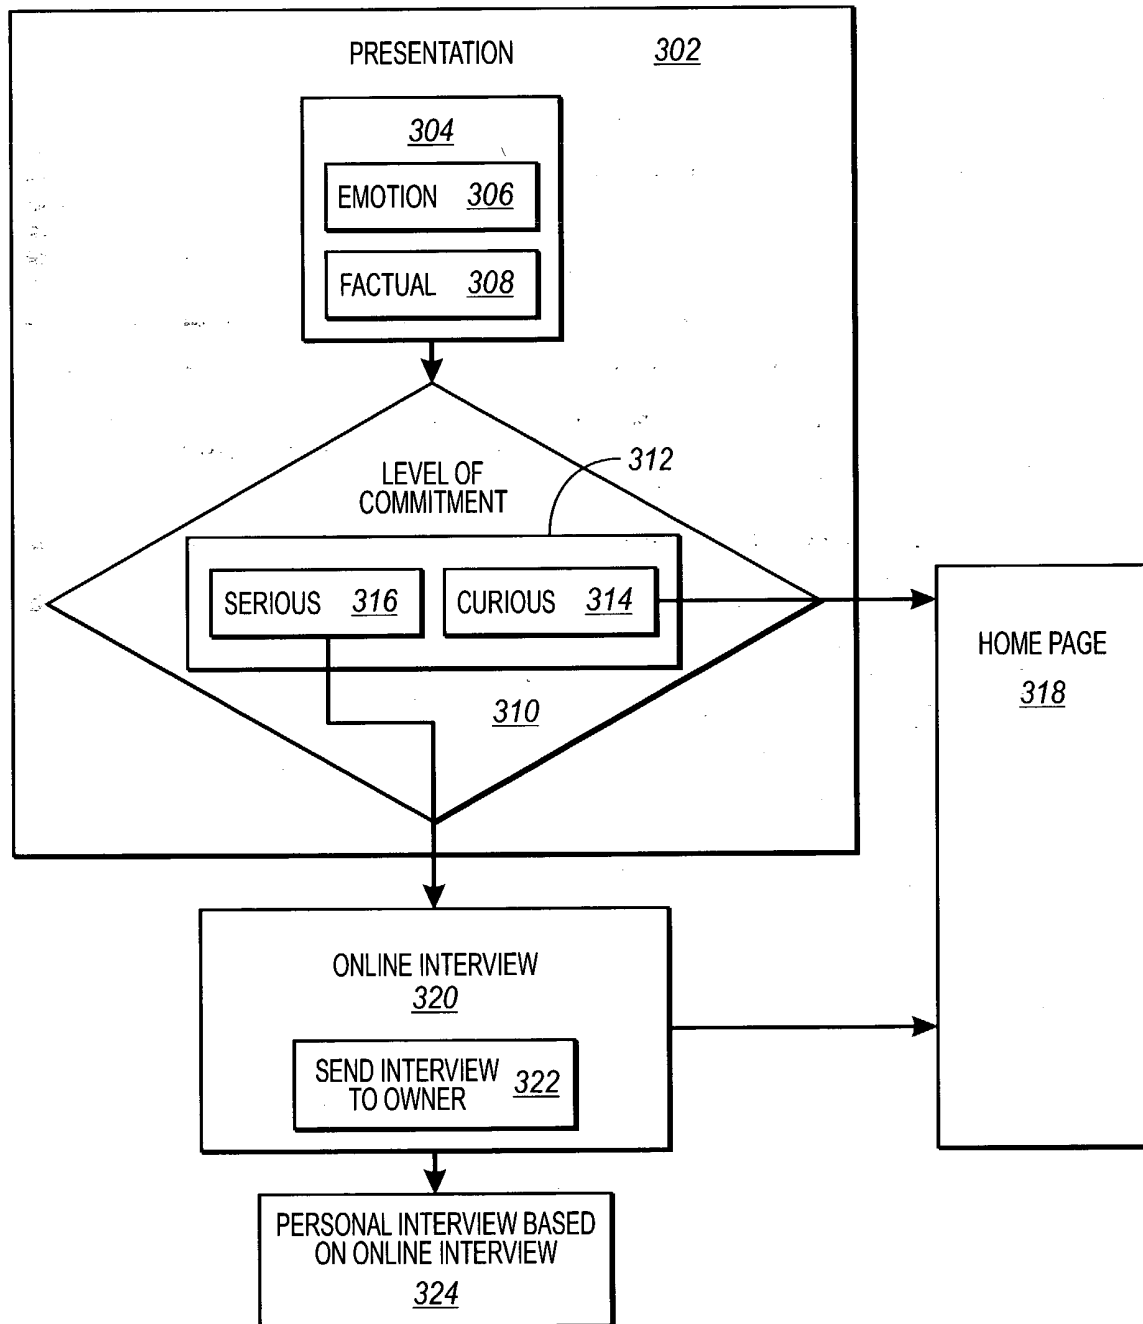 PRESENTATION 302
304
EMOTION 306
FACTUAL 308
312
LEVEL OF
COMMITMENT
SERIOUS 316 CURIOUS 314
310
HOME PAGE
318
ONLINE INTERVIEW
320
SEND INTERVIEW
TO OWNER 322
PERSONAL INTERVIEW BASED
ON ONLINE INTERVIEW
324